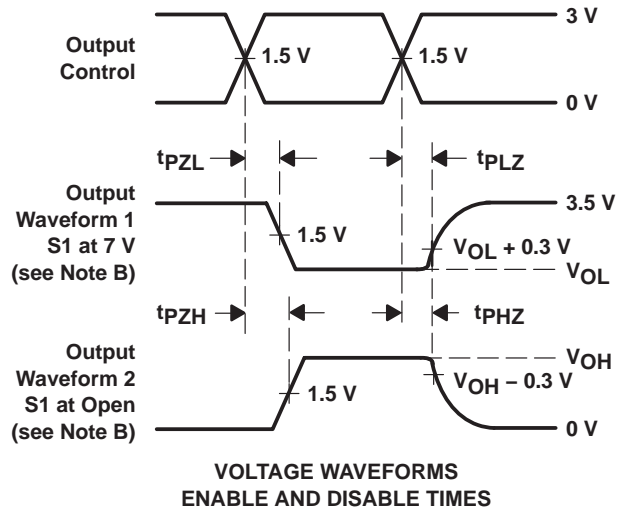 3 V
Output
Control
1.5 V
1.5 V
0 V
tPZL
tPLZ
Output
Waveform 1
S1 at 7 V
(see Note B)
3.5 V
1.5 V
VOL + 0.3 V
VOL
tPZH
tPHZ
Output
Waveform 2
S1 at Open
(see Note B)
VOH
1.5 V
VOH – 0.3 V
0 V
VOLTAGE WAVEFORMS
ENABLE AND DISABLE TIMES